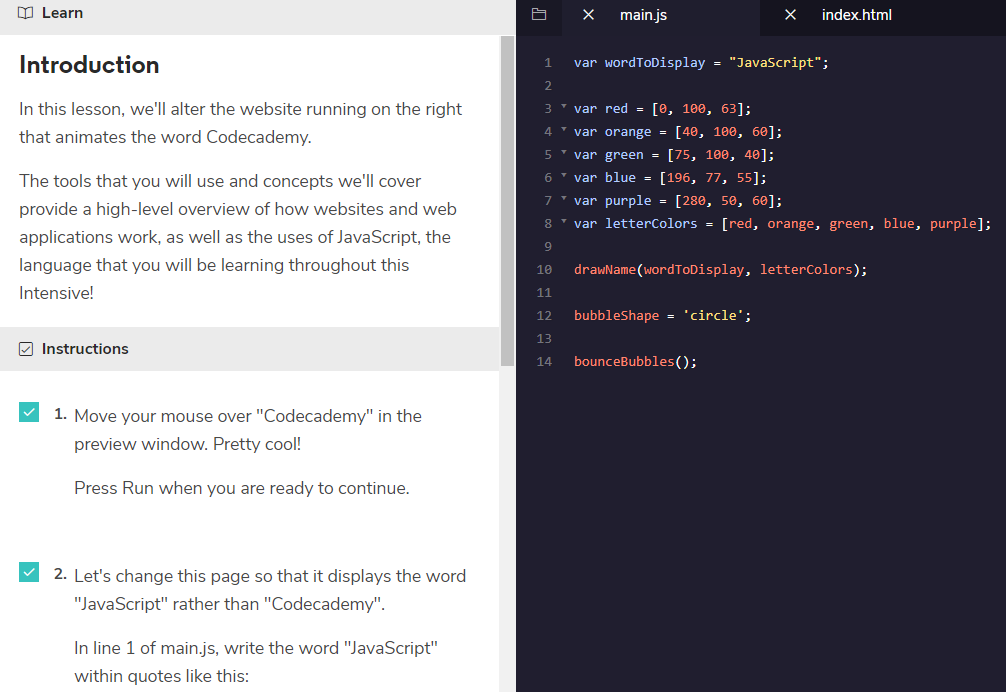 Learn
Introduction
In this lesson, we'll alter the website running on the right
that animates the word Codecademy.
The tools that you will use and concepts we'll cover
provide a high-level overview of how websites and web
applications work, as well as the uses of JavaScript, the
language that you will be learning throughout this
Intensive!
Instructions
1. Move your mouse over "Codecademy" in the
preview window. Pretty cool!
Press Run when you are ready to continue.
2. Let's change this page so that it displays the word
"JavaScript" rather than "Codecademy".
In line 1 of main.js, write the word "JavaScript"
within quotes like this:
main.js
index.html
1 var wordToDisplay = "JavaScript";
2
3 var red = [0, 100, 63];
4 var orange = [40, 100, 60];
5 var green = [75, 100, 40];
6 var blue = [196, 77, 55];
7 var purple = [280, 50, 60];
8 var letterColors = [red, orange, green, blue, purple];
9
10 drawName(wordToDisplay, letterColors);
11
12 bubbleShape = 'circle';
13
14 bounceBubbles();